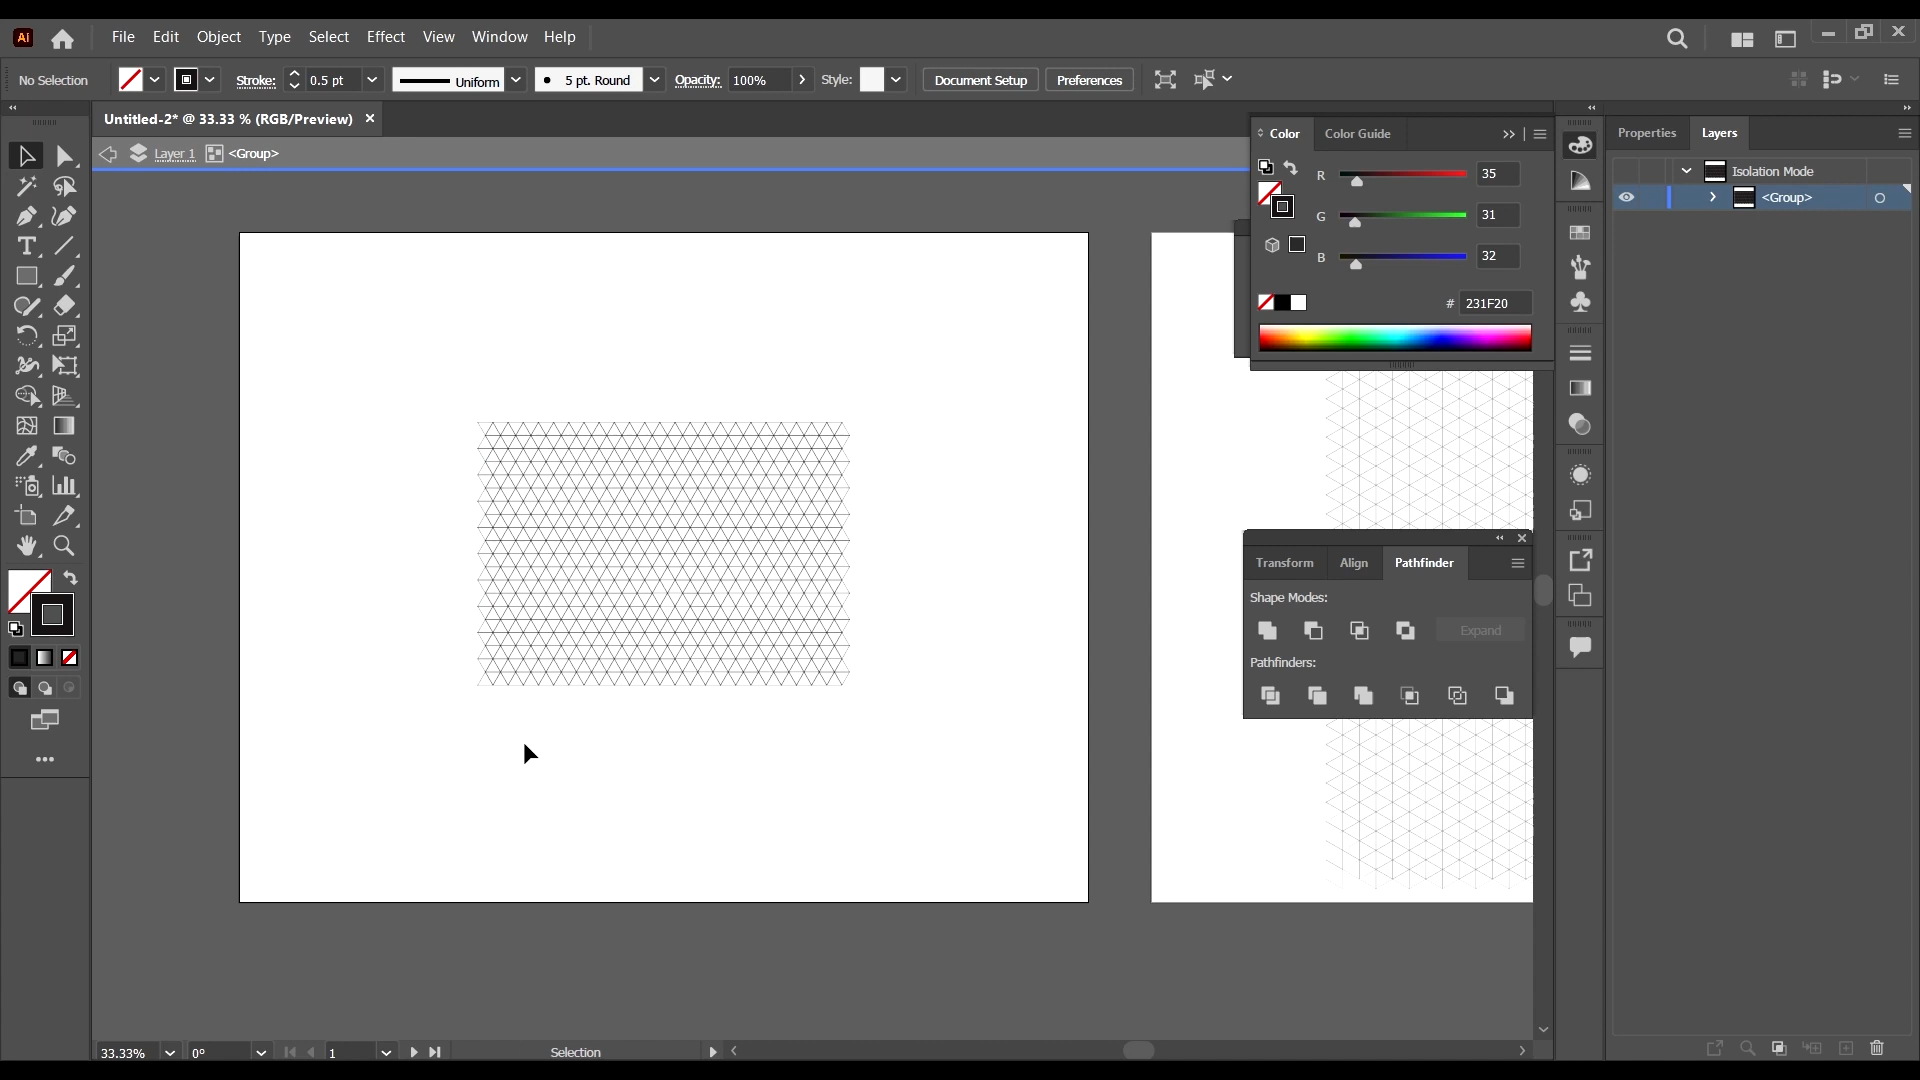 Ai File Edit Object Type Select Effect View Window Help
No Selection Stroke: 0.5 pt Uniform 5 pt. Round Opacity: 100% Style: Document Setup Preferences
Untitled-2* @ 33.33 % (RGB/Preview)
Layer 1 <Group>
Color Color Guide
R 35
G 31
B 32
# 231F20
Properties Layers
Isolation Mode
<Group>
Transform Align Pathfinder
Shape Modes:
Expand
Pathfinders:
33.33% 0° 1 Selection